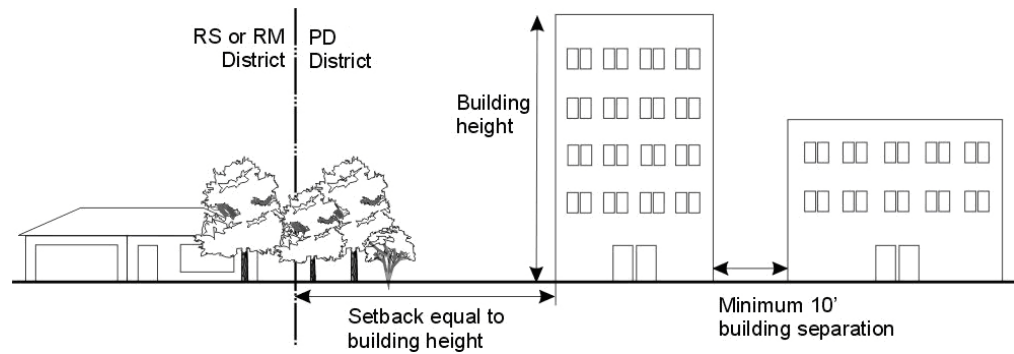 RS or RM
District
PD
District
Building
height
Setback equal to
building height
Minimum 10’
building separation